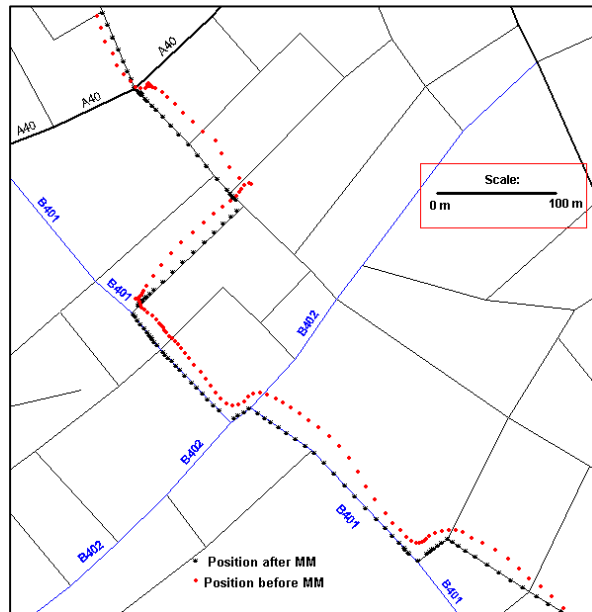 A40
A40
A40
B401
Scale:
0 m 100 m
B401
B402
B402
B401
B402
Position after MM
Position before MM
B401